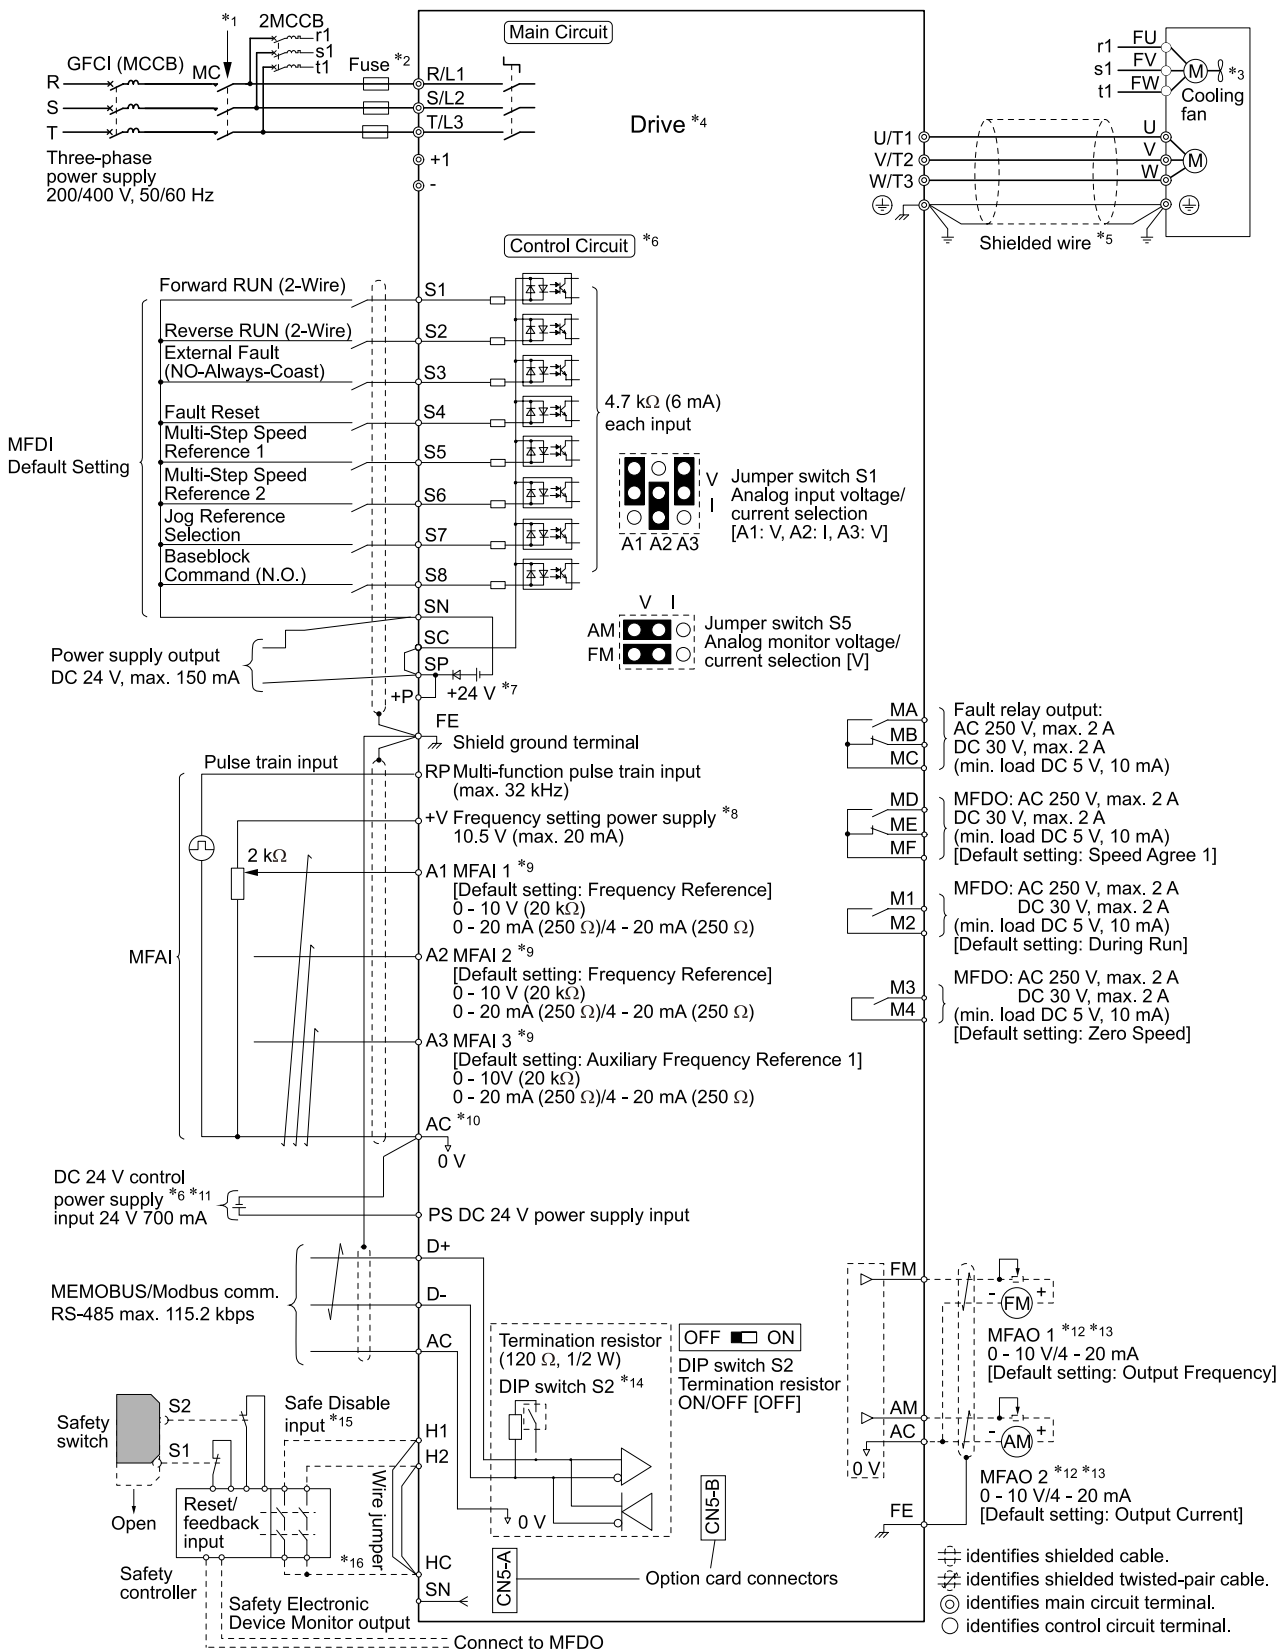 *1
2MCCB
r1
s1
t1
GFCI (MCCB)
MC
Fuse *2
R
S
T
Three-phase
power supply
200/400 V, 50/60 Hz
R/L1
S/L2
T/L3
+1
-
Main Circuit
Drive *4
r1 FU
s1 FV
t1 FW
M
*3
Cooling
fan
U/T1
V/T2
W/T3
U
V
W
M
Shielded wire *5
Control Circuit *6
MFDI
Default Setting
Forward RUN (2-Wire)
S1
Reverse RUN (2-Wire)
S2
External Fault
(NO-Always-Coast)
S3
Fault Reset
S4
Multi-Step Speed
Reference 1
S5
Multi-Step Speed
Reference 2
S6
Jog Reference
Selection
S7
Baseblock
Command (N.O.)
S8
SN
SC
SP
+P
+24 V *7
Power supply output
DC 24 V, max. 150 mA
4.7 kΩ (6 mA)
each input
V
I
A1 A2 A3
Jumper switch S1
Analog input voltage/
current selection
[A1: V, A2: I, A3: V]
V I
AM
FM
Jumper switch S5
Analog monitor voltage/
current selection [V]
FE
Shield ground terminal
Pulse train input
RP Multi-function pulse train input
(max. 32 kHz)
+V Frequency setting power supply *8
10.5 V (max. 20 mA)
2 kΩ
A1 MFAI 1 *9
[Default setting: Frequency Reference]
0 - 10 V (20 kΩ)
0 - 20 mA (250 Ω)/4 - 20 mA (250 Ω)
MFAI
A2 MFAI 2 *9
[Default setting: Frequency Reference]
0 - 10 V (20 kΩ)
0 - 20 mA (250 Ω)/4 - 20 mA (250 Ω)
A3 MFAI 3 *9
[Default setting: Auxiliary Frequency Reference 1]
0 - 10V (20 kΩ)
0 - 20 mA (250 Ω)/4 - 20 mA (250 Ω)
AC *10
0 V
MA
MB
MC
Fault relay output:
AC 250 V, max. 2 A
DC 30 V, max. 2 A
(min. load DC 5 V, 10 mA)
MD
ME
MF
MFDO: AC 250 V, max. 2 A
DC 30 V, max. 2 A
(min. load DC 5 V, 10 mA)
[Default setting: Speed Agree 1]
M1
M2
MFDO: AC 250 V, max. 2 A
DC 30 V, max. 2 A
(min. load DC 5 V, 10 mA)
[Default setting: During Run]
M3
M4
MFDO: AC 250 V, max. 2 A
DC 30 V, max. 2 A
(min. load DC 5 V, 10 mA)
[Default setting: Zero Speed]
DC 24 V control
power supply *6 *11
input 24 V 700 mA
PS DC 24 V power supply input
MEMOBUS/Modbus comm.
RS-485 max. 115.2 kbps
D+
D-
AC
Termination resistor
(120 Ω, 1/2 W)
DIP switch S2 *14
0 V
OFF ON
DIP switch S2
Termination resistor
ON/OFF [OFF]
FM
- +
FM
MFAO 1 *12 *13
0 - 10 V/4 - 20 mA
[Default setting: Output Frequency]
AM
AC
0 V
- +
AM
MFAO 2 *12 *13
0 - 10 V/4 - 20 mA
[Default setting: Output Current]
FE
Safety
switch
S2
S1
Open
Reset/
feedback
input
Safety
controller
Safe Disable
input *15
H1
H2
Wire jumper
*16
HC
SN
Safety Electronic
Device Monitor output
Connect to MFDO
CN5-A
CN5-B
Option card connectors
identifies shielded cable.
identifies shielded twisted-pair cable.
identifies main circuit terminal.
identifies control circuit terminal.